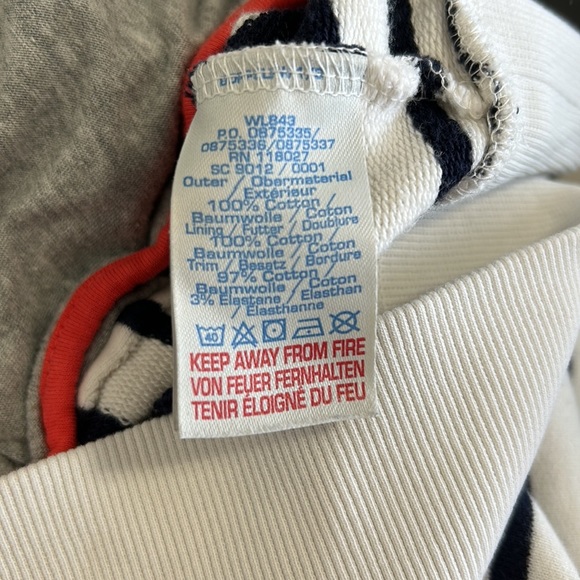 WL843
P.O. 0875335/
0875336/0875337
RN 118027
SC 9012 / 0001
Outer / Obermaterial
Extérieur
100% Cotton
Baumwolle / Coton
Lining / Futter / Doublure
100% Cotton
Baumwolle / Coton
Trim / Besatz / Bordure
97% Cotton
Baumwolle / Coton
3% Elastane / Elasthan
/ Elasthanne
40
KEEP AWAY FROM FIRE
VON FEUER FERNHALTEN
TENIR ÉLOIGNÉ DU FEU